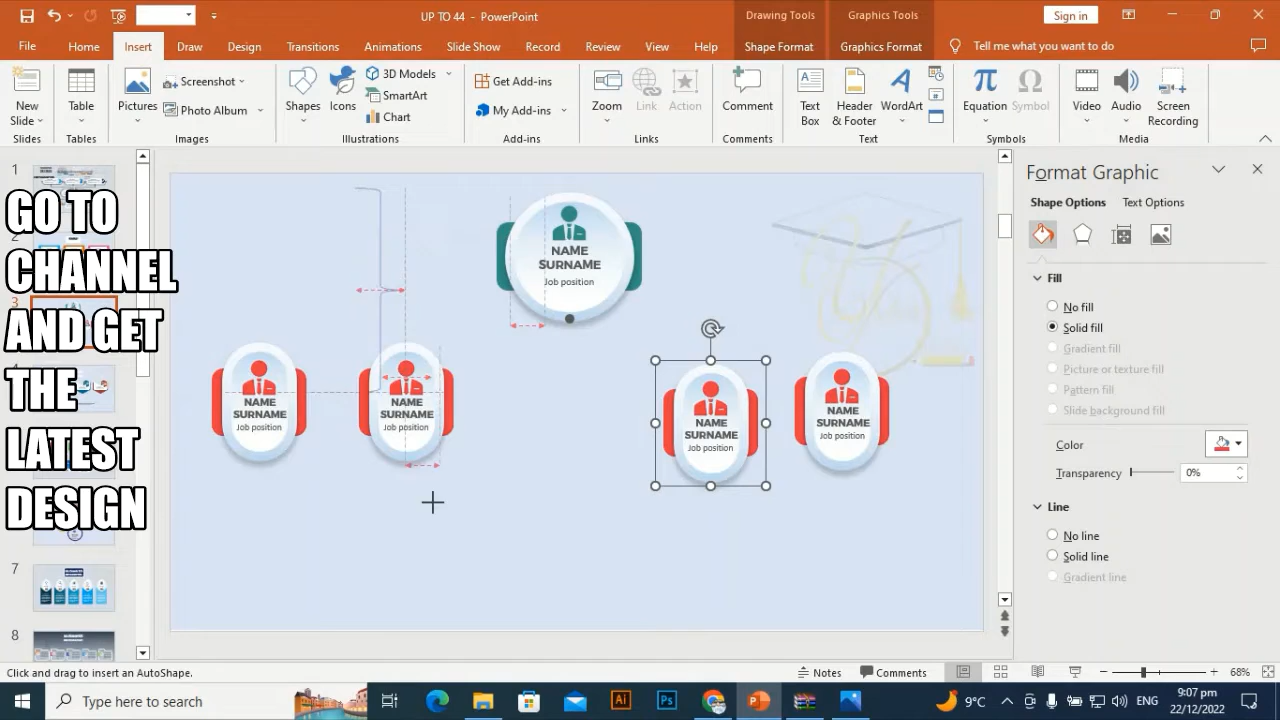 UP TO 44 - PowerPoint
Drawing Tools
Graphics Tools
Sign in
File
Home
Insert
Draw
Design
Transitions
Animations
Slide Show
Record
Review
View
Help
Shape Format
Graphics Format
Tell me what you want to do
New
Slide
Table
Pictures
Screenshot
Photo Album
Shapes
Icons
3D Models
SmartArt
Chart
Get Add-ins
My Add-ins
Zoom
Link
Action
Comment
Text
Box
Header
& Footer
WordArt
Equation
Symbol
Video
Audio
Screen
Recording
Slides
Tables
Images
Illustrations
Add-ins
Links
Comments
Text
Symbols
Media
1
2
3
4
7
8
GO TO
CHANNEL
AND GET
THE
LATEST
DESIGN
NAME
SURNAME
Job position
NAME
SURNAME
Job position
NAME
SURNAME
Job position
NAME
SURNAME
Job position
NAME
SURNAME
Job position
Format Graphic
Shape Options
Text Options
Fill
No fill
Solid fill
Gradient fill
Picture or texture fill
Pattern fill
Slide background fill
Color
Transparency
0%
Line
No line
Solid line
Gradient line
Click and drag to insert an AutoShape.
Notes
Comments
68%
Type here to search
Ai
Ps
9°C
ENG
9:07 pm
22/12/2022